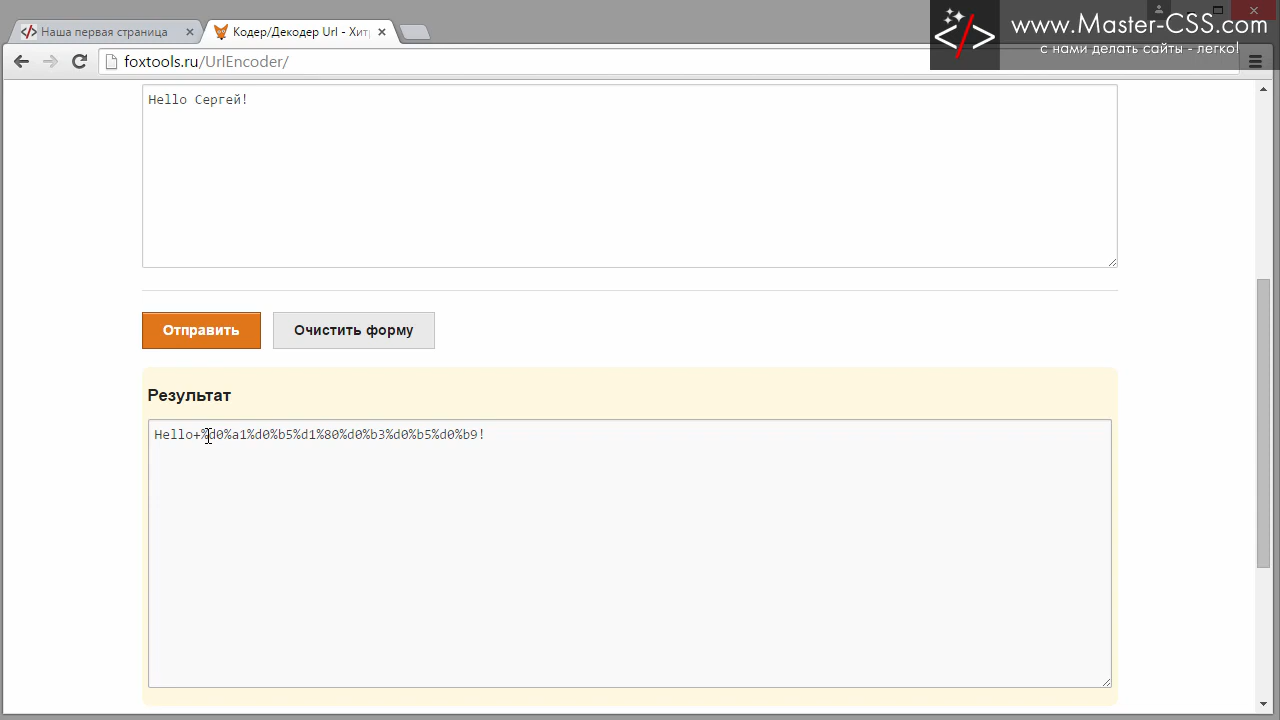 Наша первая страница
Кодер/Декодер Url - Хит
www.Master-CSS.com
с нами делать сайты - легко!
foxtools.ru/UrlEncoder/
Hello Сергей!
Отправить
Очистить форму
Результат
Hello+%d0%a1%d0%b5%d1%80%d0%b3%d0%b5%d0%b9!